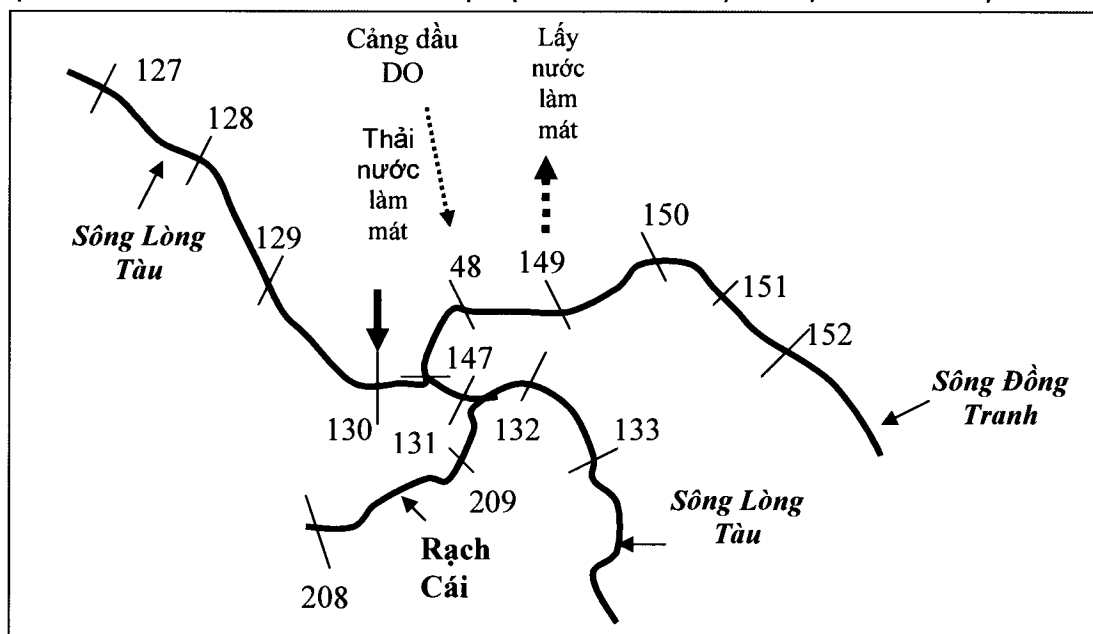 127
128
Cảng dầu
DO
Lấy
nước
làm
mát
Thải
nước
làm
mát
Sông Lòng
Tàu
129
48
149
150
151
152
147
Sông Đồng
Tranh
130
131
132
133
209
Sông Lòng
Tàu
Rạch
Cái
208